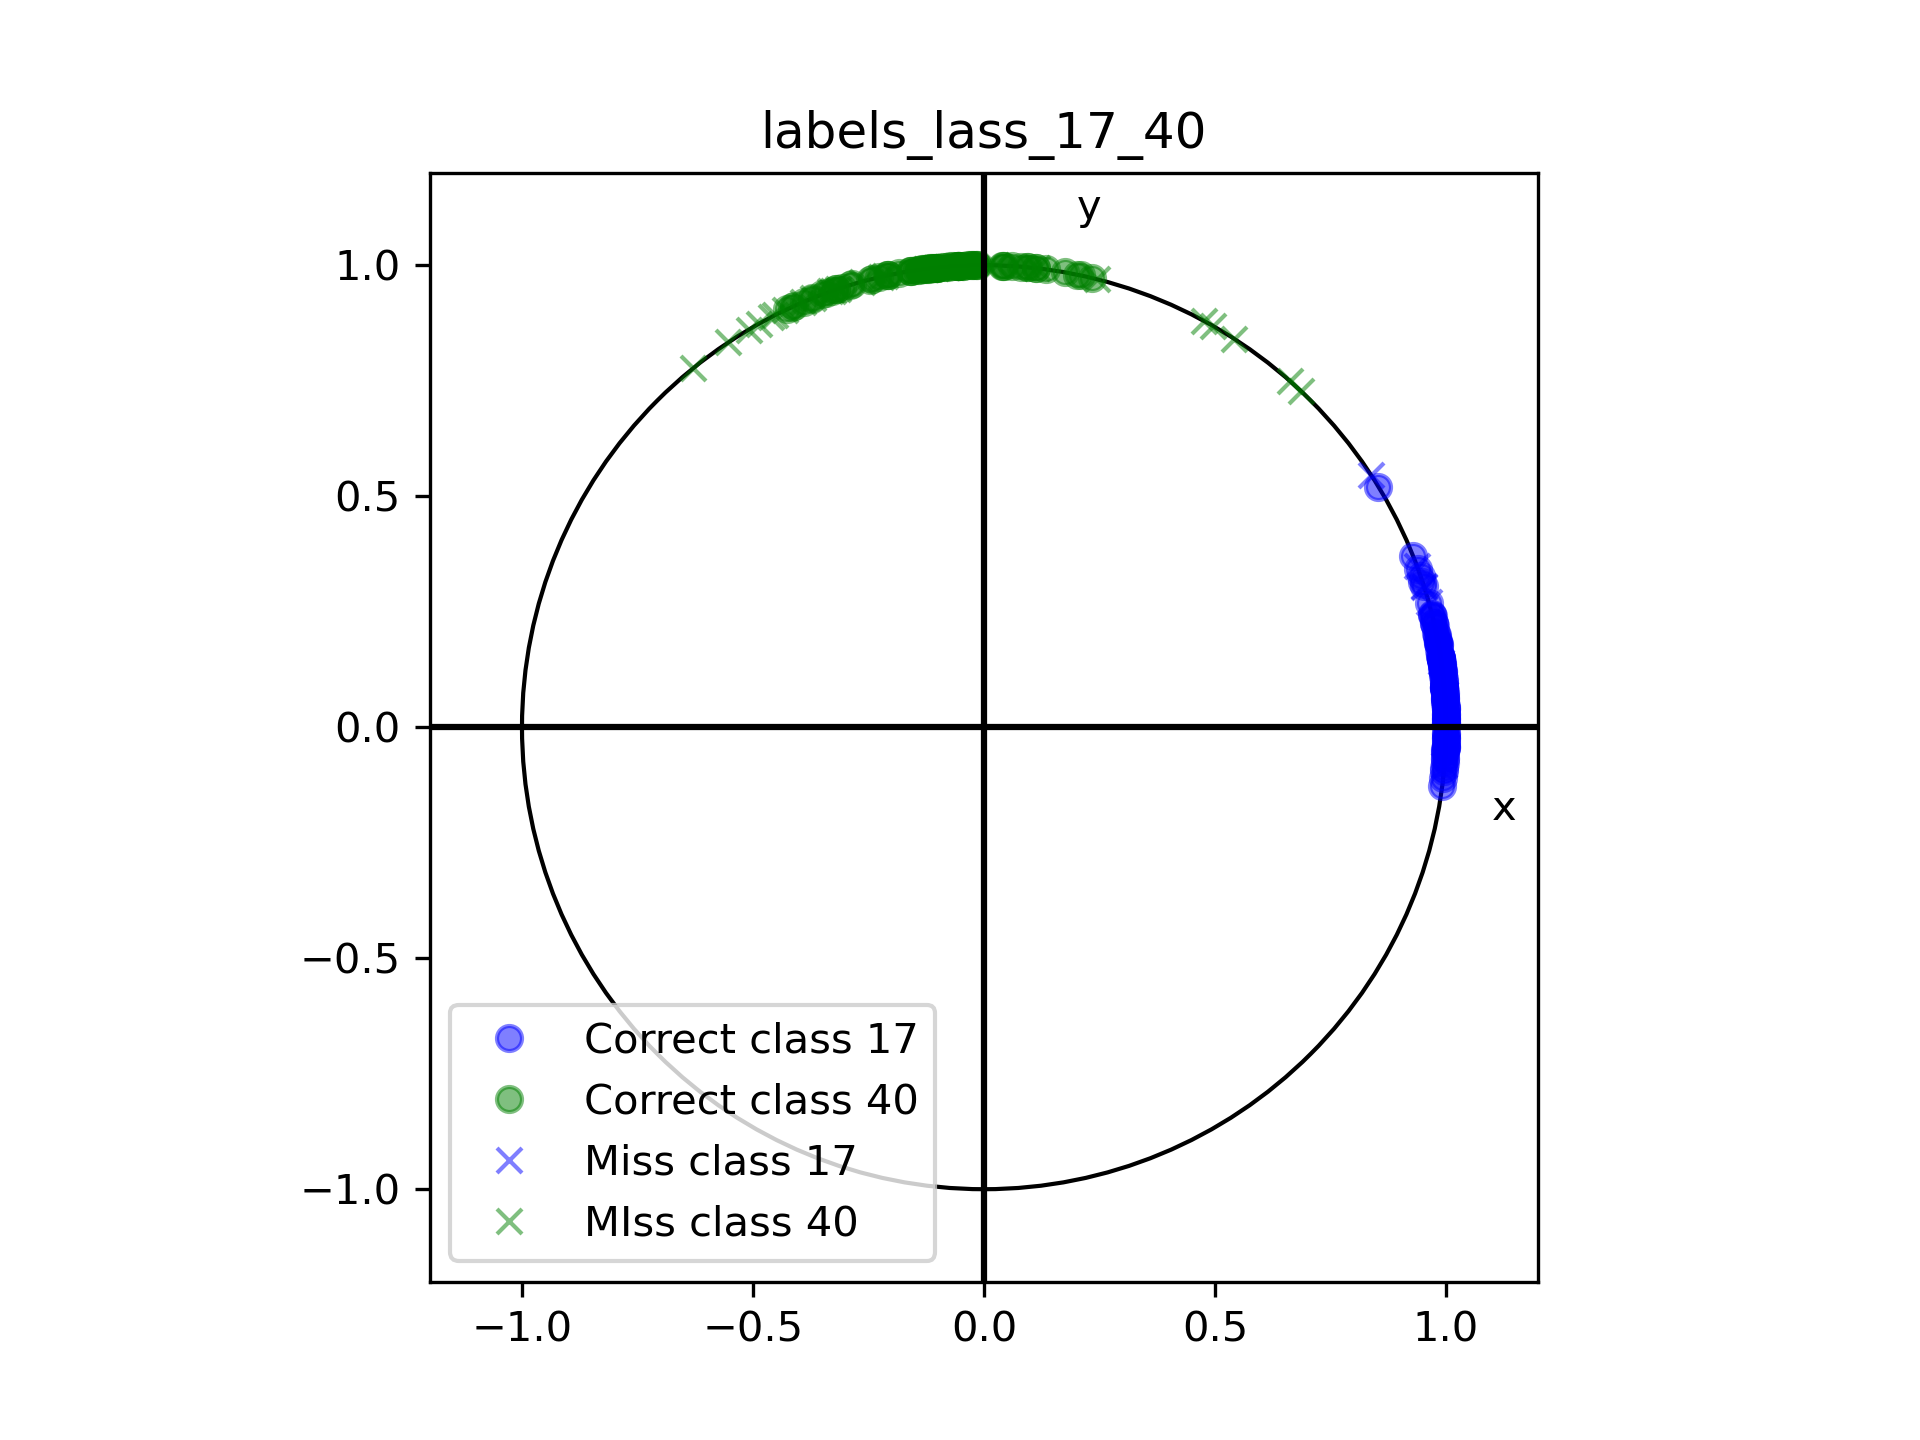 labels_lass_17_40
y
1.0
0.5
0.0
x
−0.5
−1.0
Correct class 17
Correct class 40
Miss class 17
MIss class 40
−1.0 −0.5 0.0 0.5 1.0